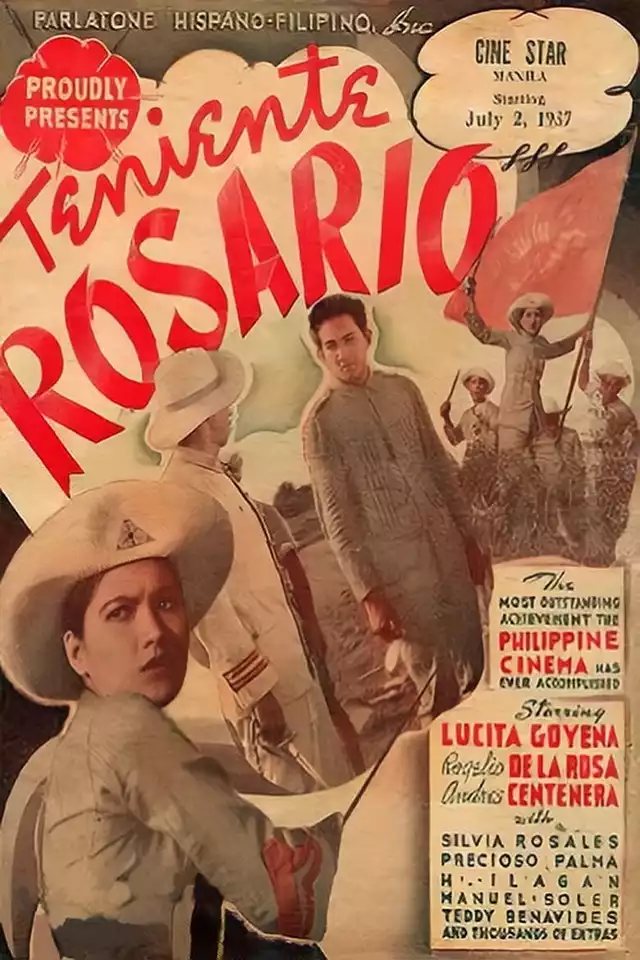 PARLATONE HISPANO-FILIPINO, Inc
PROUDLY
PRESENTS
Teniente
ROSARIO
CINE STAR
MANILA
Starting
July 2, 1937
The
MOST OUTSTANDING
ACHIEVEMENT THE
PHILIPPINE
CINEMA HAS
EVER ACCOMPLISHED
Starring
LUCITA GOYENA
Rogelio DE LA ROSA
Andres CENTENERA
with
SILVIA ROSALES
PRECIOSO PALMA
H. ILAGAN
MANUEL SOLER
TEDDY BENAVIDES
AND THOUSANDS OF EXTRAS